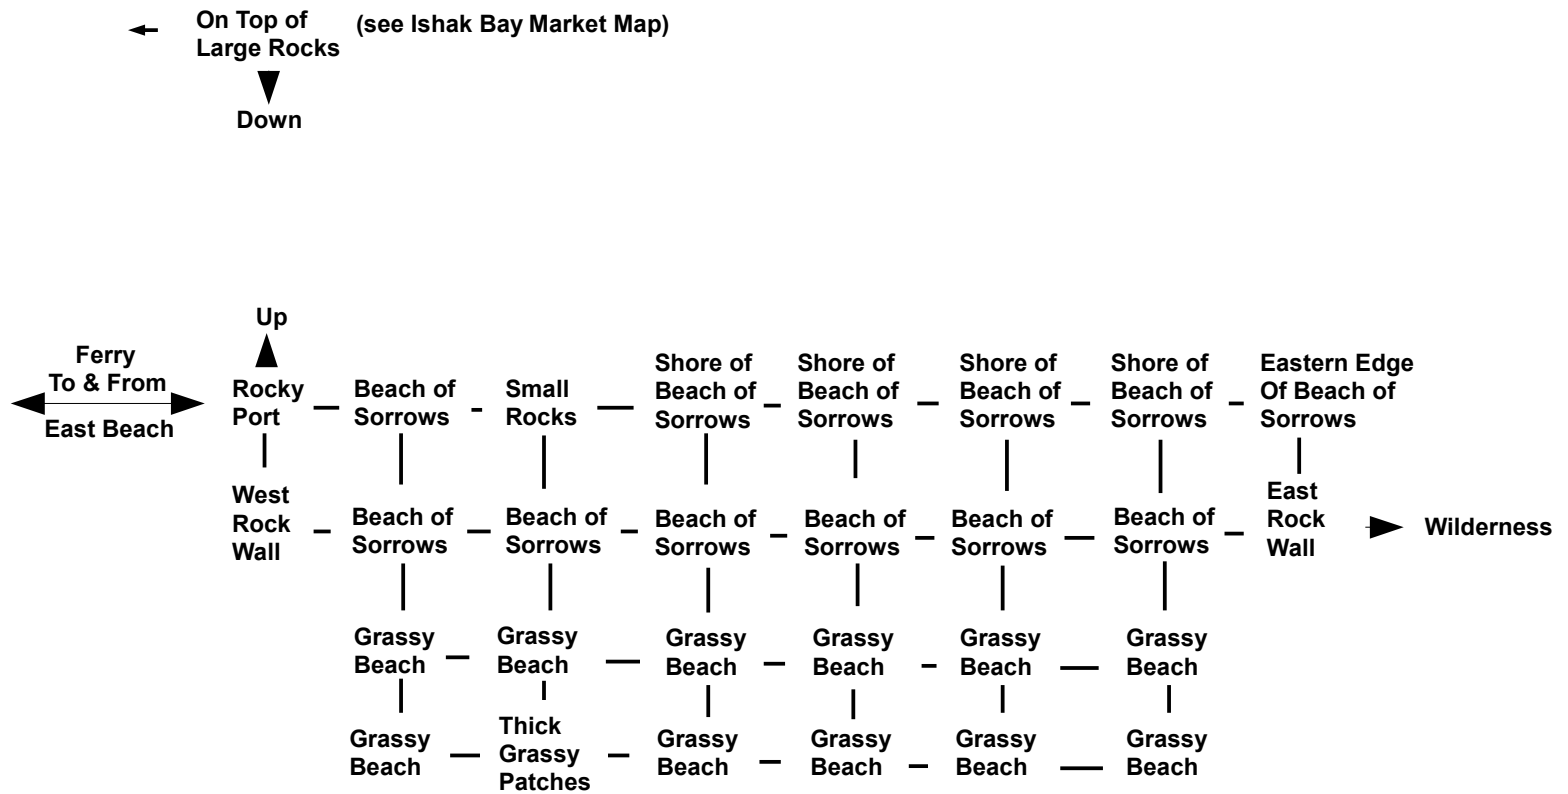 On Top of
Large Rocks
(see Ishak Bay Market Map)
Down
Up
Ferry
To & From
East Beach
Rocky
Port
Beach of
Sorrows
Small
Rocks
Shore of
Beach of
Sorrows
Shore of
Beach of
Sorrows
Shore of
Beach of
Sorrows
Shore of
Beach of
Sorrows
Eastern Edge
Of Beach of
Sorrows
West
Rock
Wall
Beach of
Sorrows
Beach of
Sorrows
Beach of
Sorrows
Beach of
Sorrows
Beach of
Sorrows
Beach of
Sorrows
East
Rock
Wall
Wilderness
Grassy
Beach
Grassy
Beach
Grassy
Beach
Grassy
Beach
Grassy
Beach
Grassy
Beach
Grassy
Beach
Thick
Grassy
Patches
Grassy
Beach
Grassy
Beach
Grassy
Beach
Grassy
Beach